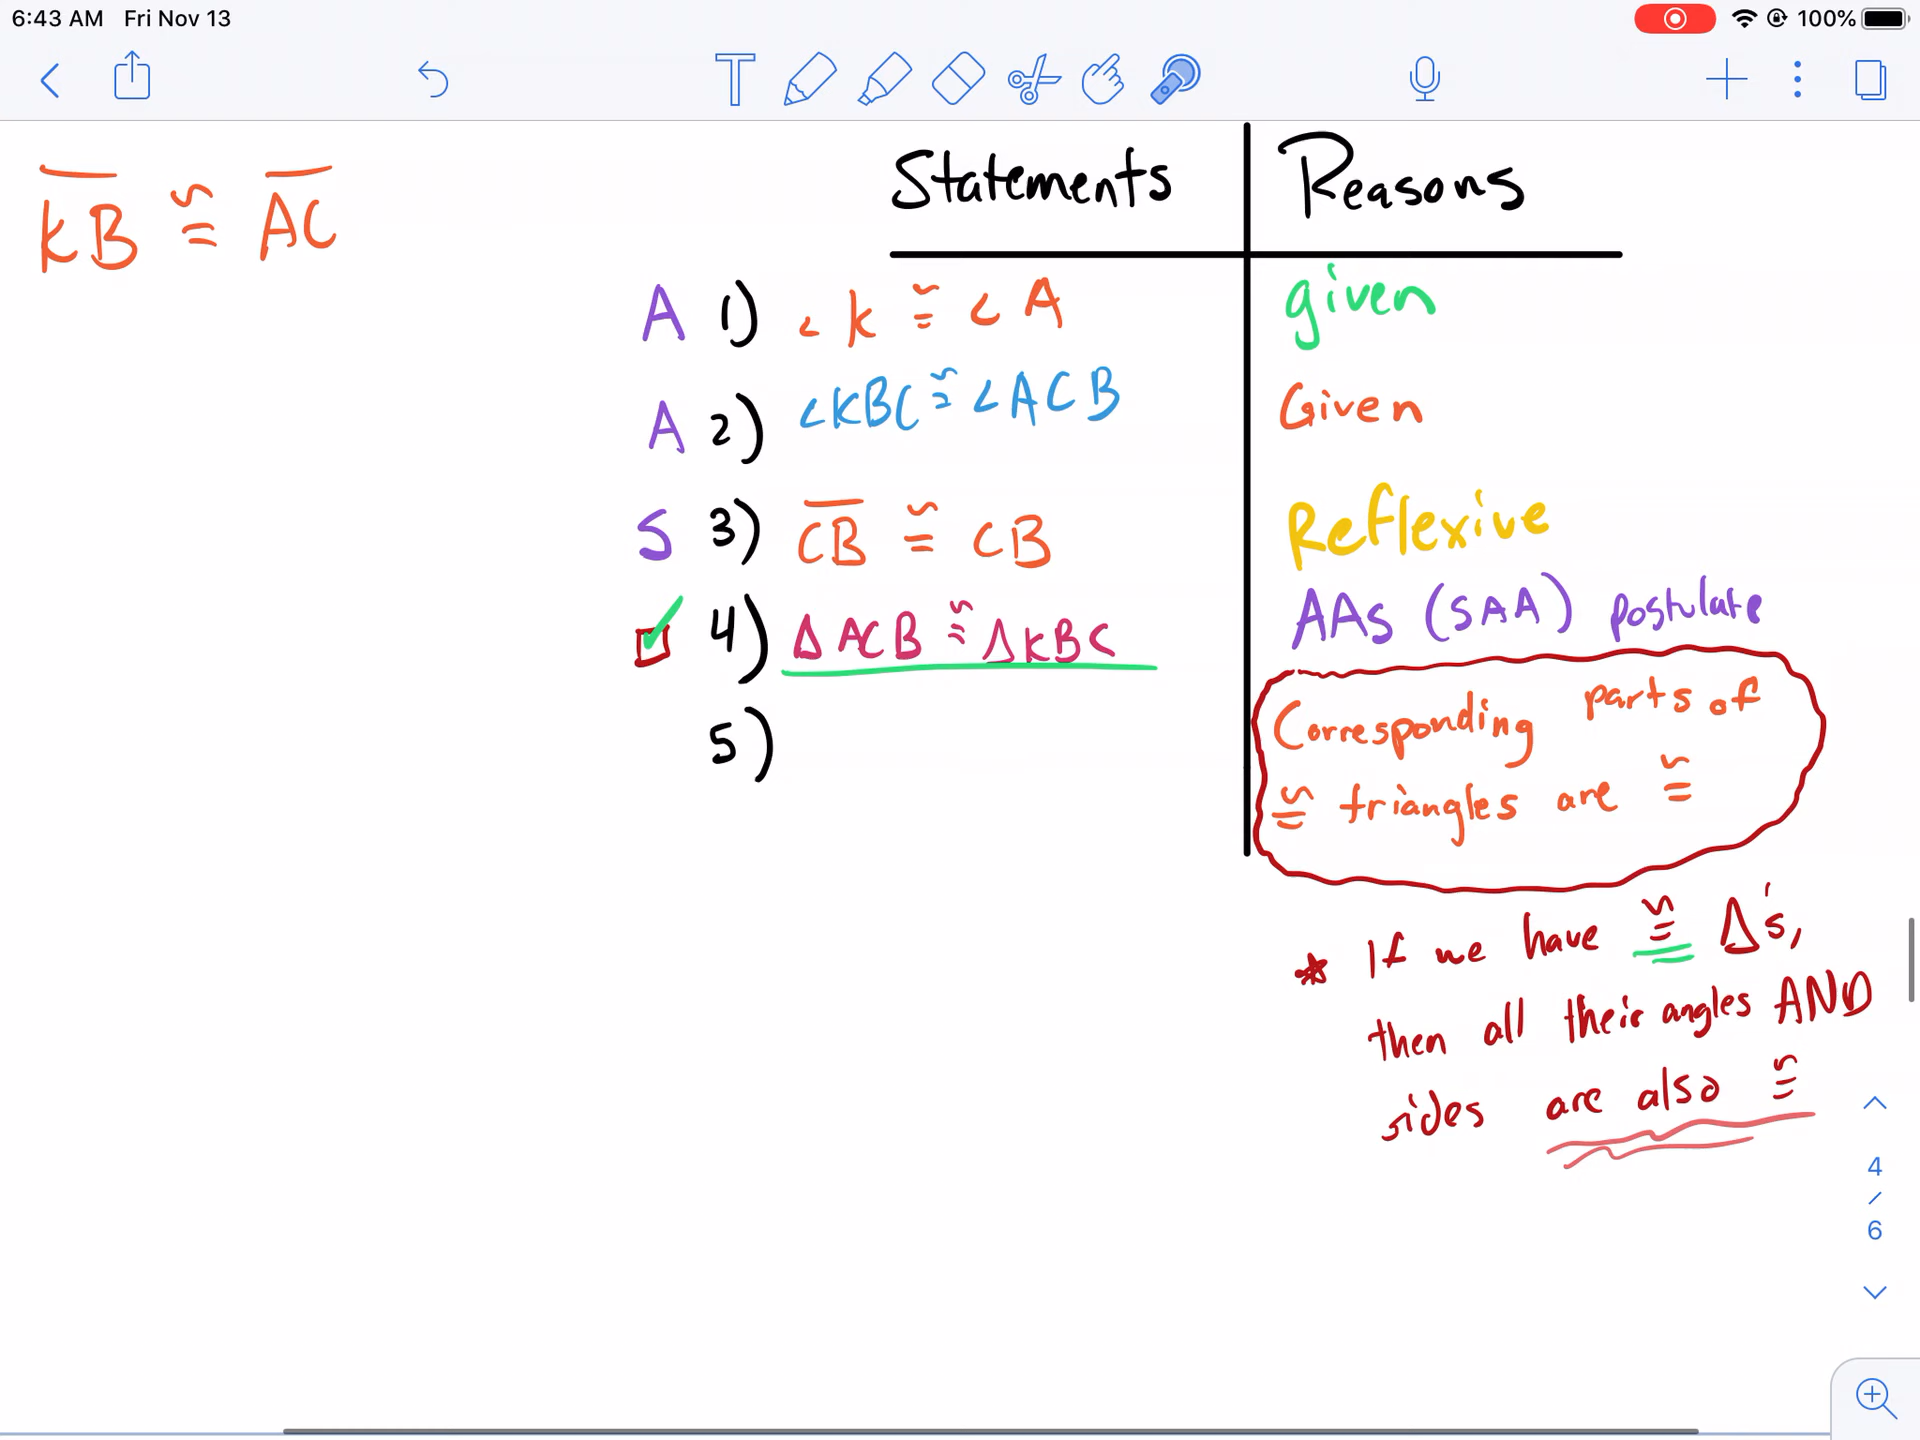 6:43 AM Fri Nov 13
100%
T
KB ≅ AC
Statements Reasons
A 1) ∠K ≅ ∠A given
A 2) ∠KBC ≅ ∠ACB Given
S 3) CB ≅ CB Reflexive
4) Δ ACB ≅ Δ KBC AAS (SAA) postulate
5) Corresponding parts of
≅ triangles are ≅
* If we have ≅ Δ's,
then all their angles AND
sides are also ≅
4
/
6